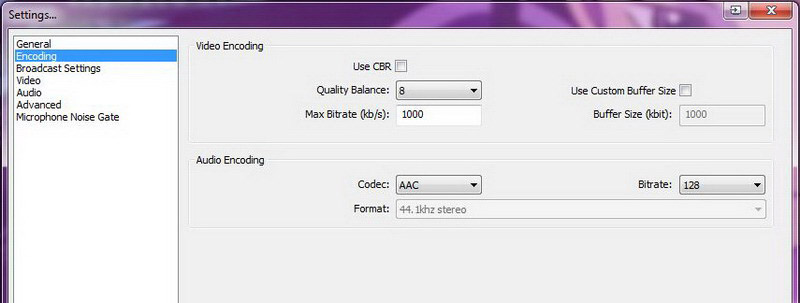 Settings...
General
Encoding
Broadcast Settings
Video
Audio
Advanced
Microphone Noise Gate
Video Encoding
Use CBR
Quality Balance: 8 Use Custom Buffer Size
Max Bitrate (kb/s): 1000 Buffer Size (kbit): 1000
Audio Encoding
Codec: AAC Bitrate: 128
Format: 44.1khz stereo